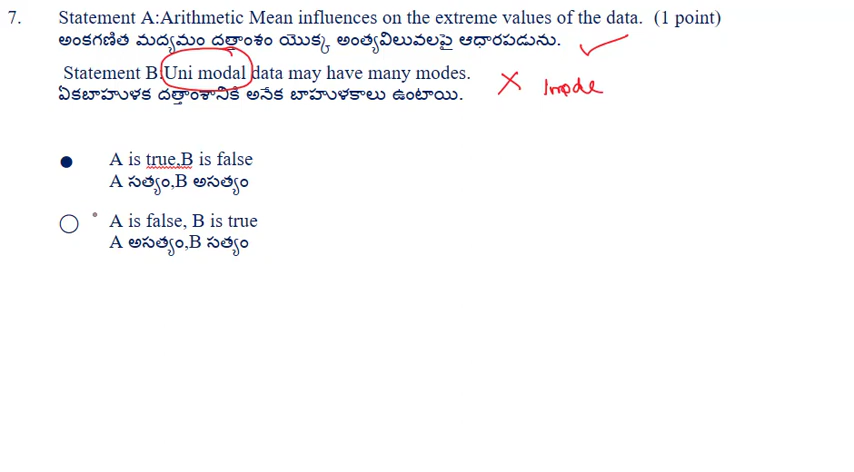 7. Statement A:Arithmetic Mean influences on the extreme values of the data. (1 point)
అంకగణిత మధ్యమం దత్తాంశం యొక్క అంత్యవిలువలపై ఆధారపడును.
Statement B.Uni modal data may have many modes.
ఏకబాహుళక దత్తాంశానికి అనేక బాహుళకాలు ఉంటాయి.
1mode
A is true,B is false
A సత్యం,B అసత్యం
A is false, B is true
A అసత్యం,B సత్యం